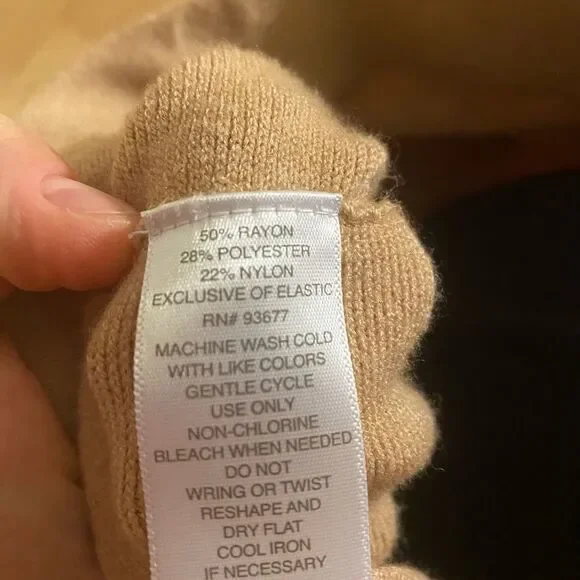 50% RAYON
28% POLYESTER
22% NYLON
EXCLUSIVE OF ELASTIC
RN# 93677
MACHINE WASH COLD
WITH LIKE COLORS
GENTLE CYCLE
USE ONLY
NON-CHLORINE
BLEACH WHEN NEEDED
DO NOT
WRING OR TWIST
RESHAPE AND
DRY FLAT
COOL IRON
IF NECESSARY